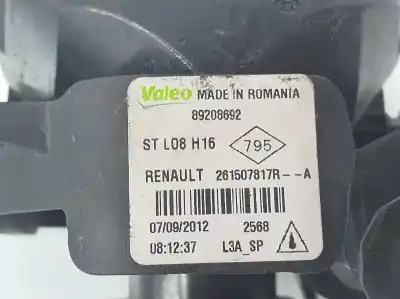 Valeo MADE IN ROMANIA
89208692
ST L08 H16 795
RENAULT 261507817R--A
07/09/2012 2568
08:12:37 L3A_SP